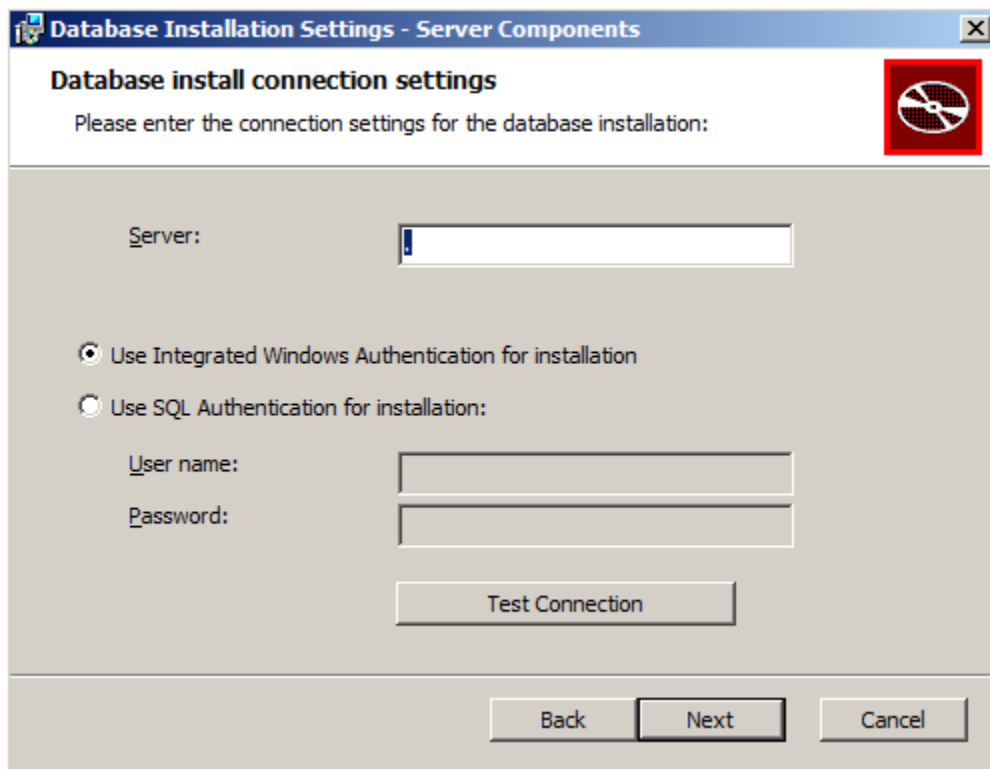 Database Installation Settings - Server Components
Database install connection settings
Please enter the connection settings for the database installation:
Server:
.
Use Integrated Windows Authentication for installation
Use SQL Authentication for installation:
User name:
Password:
Test Connection
Back Next Cancel